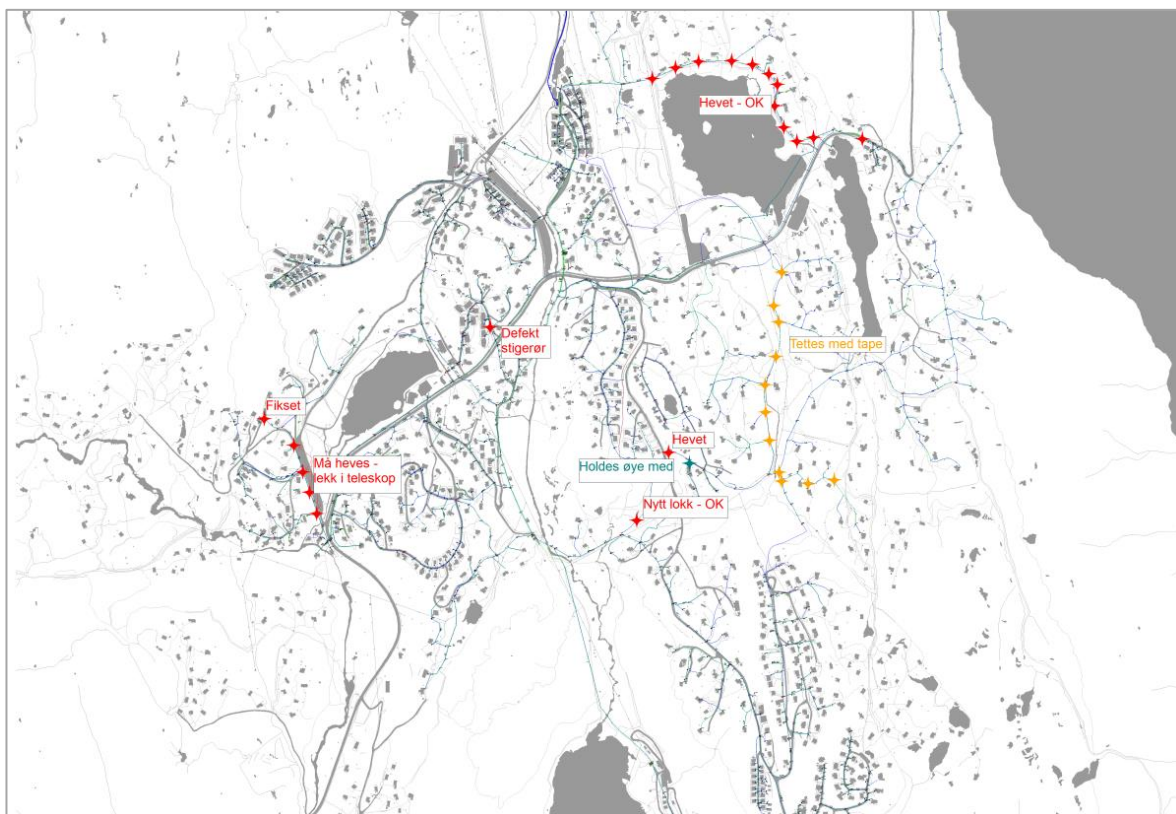 Hevet - OK
Defekt
stigerør
Tettes med tape
Fikset
Hevet
Må heves -
lekk i teleskop
Holdes øye med
Nytt lokk - OK